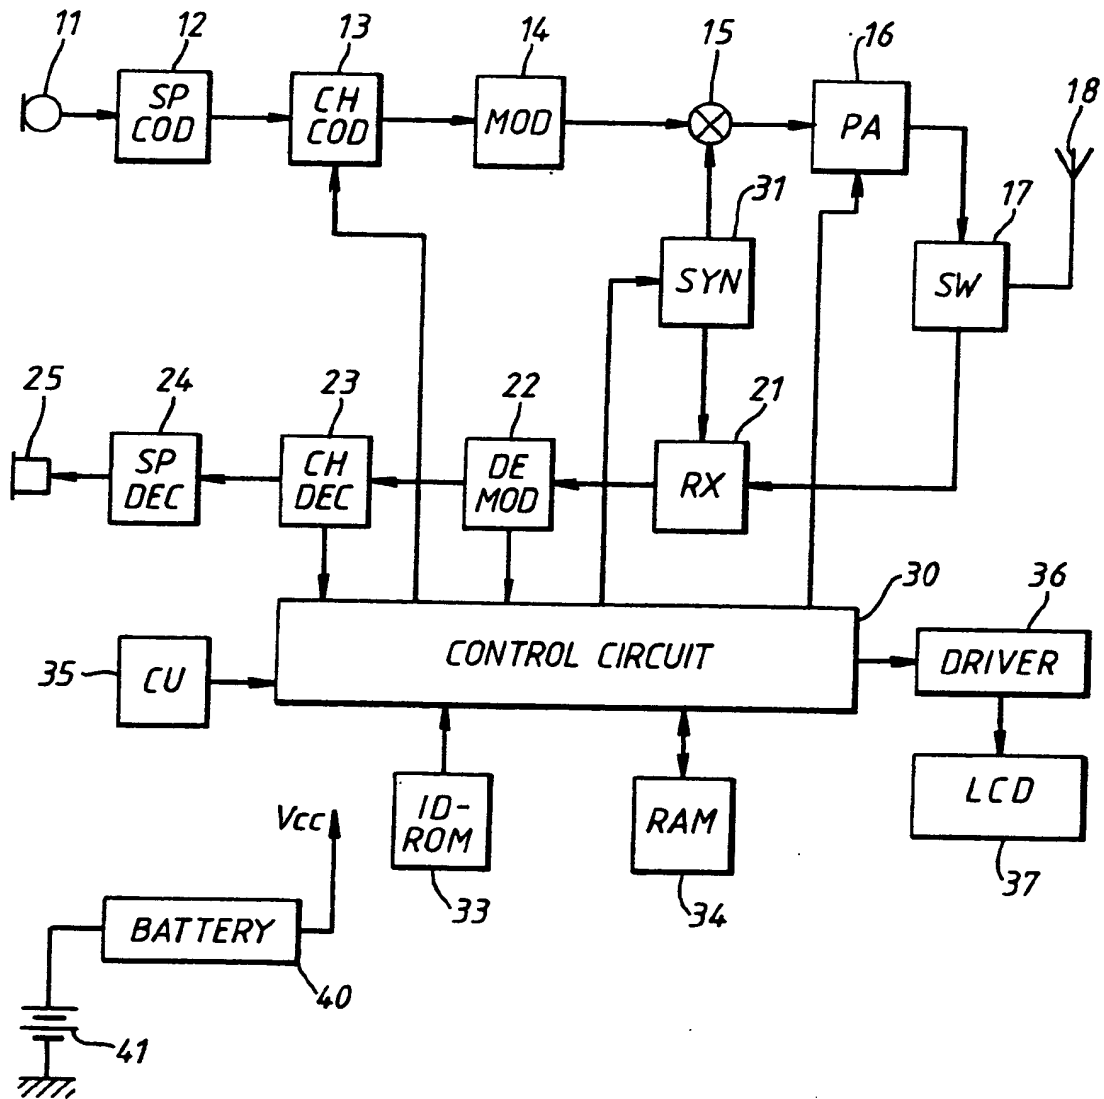 11
12
13
14
15
16
18
SP
COD
CH
COD
MOD
PA
31
17
SYN
SW
25
24
23
22
21
SP
DEC
CH
DEC
DE
MOD
RX
30
36
35
CU
CONTROL CIRCUIT
DRIVER
ID-
ROM
RAM
LCD
Vcc
33
34
37
BATTERY
40
41